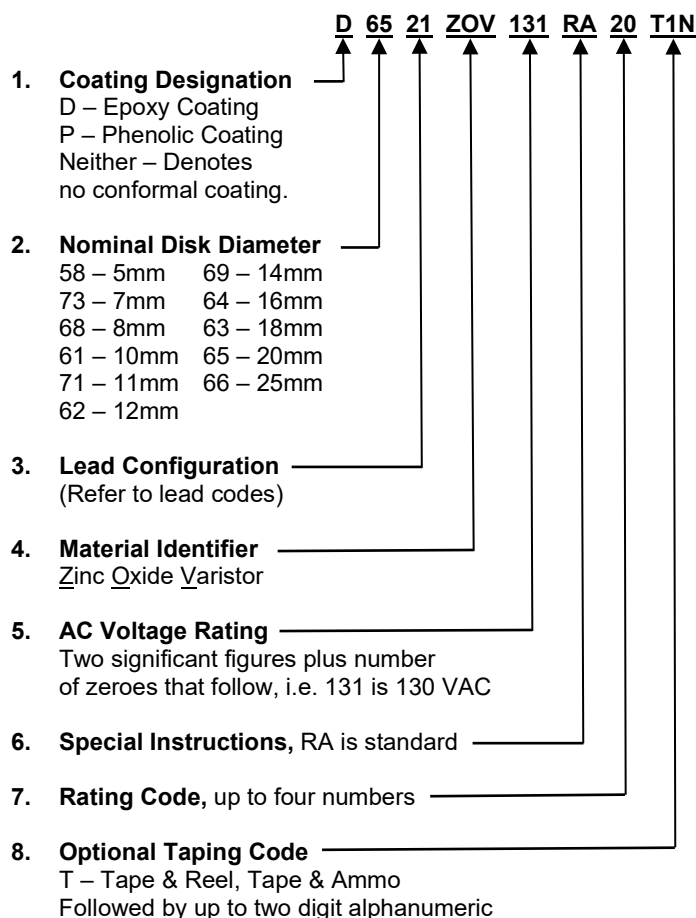 D 65 21 ZOV 131 RA 20 T1N
1. Coating Designation
D – Epoxy Coating
P – Phenolic Coating
Neither – Denotes
no conformal coating.
2. Nominal Disk Diameter
58 – 5mm 69 – 14mm
73 – 7mm 64 – 16mm
68 – 8mm 63 – 18mm
61 – 10mm 65 – 20mm
71 – 11mm 66 – 25mm
62 – 12mm
3. Lead Configuration
(Refer to lead codes)
4. Material Identifier
Zinc Oxide Varistor
5. AC Voltage Rating
Two significant figures plus number
of zeroes that follow, i.e. 131 is 130 VAC
6. Special Instructions, RA is standard
7. Rating Code, up to four numbers
8. Optional Taping Code
T – Tape & Reel, Tape & Ammo
Followed by up to two digit alphanumeric